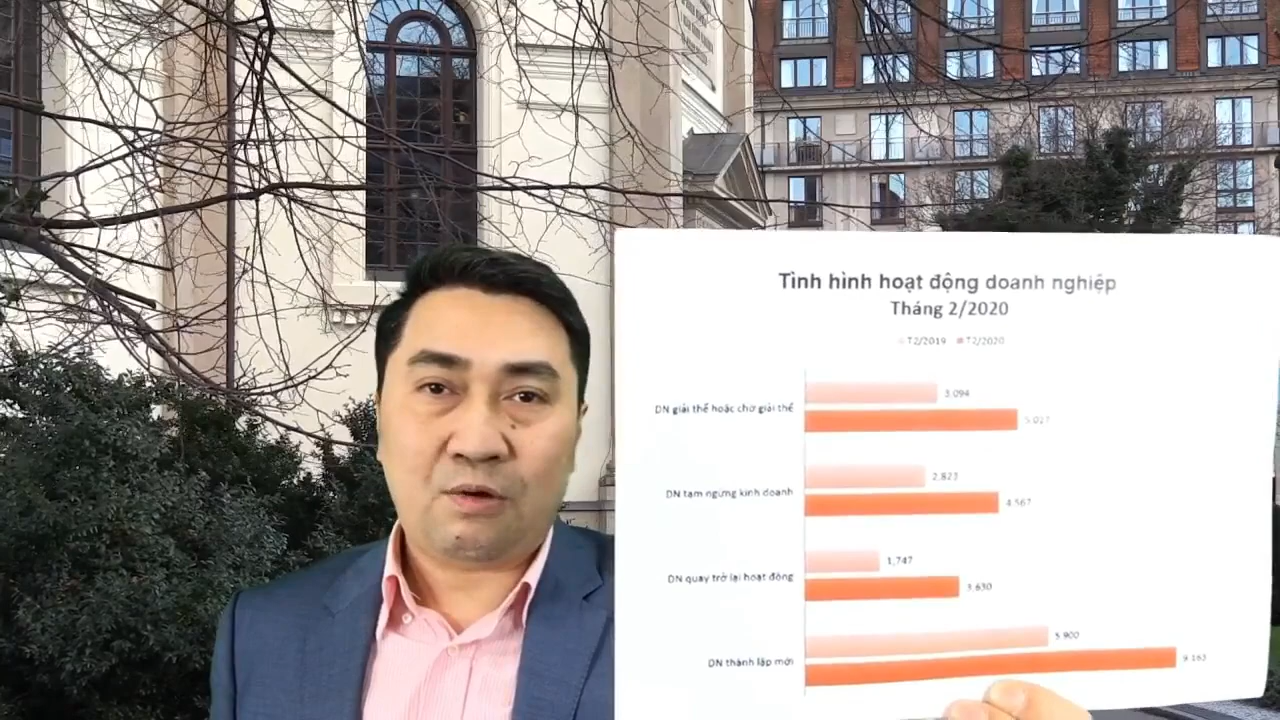 Tình hình hoạt động doanh nghiệp
Tháng 2/2020
T2/2019 T2/2020
DN giải thể hoặc chờ giải thể
3,094
5,027
DN tạm ngưng kinh doanh
2,823
4,567
DN quay trở lại hoạt động
1,747
3,630
DN thành lập mới
5,900
9,163